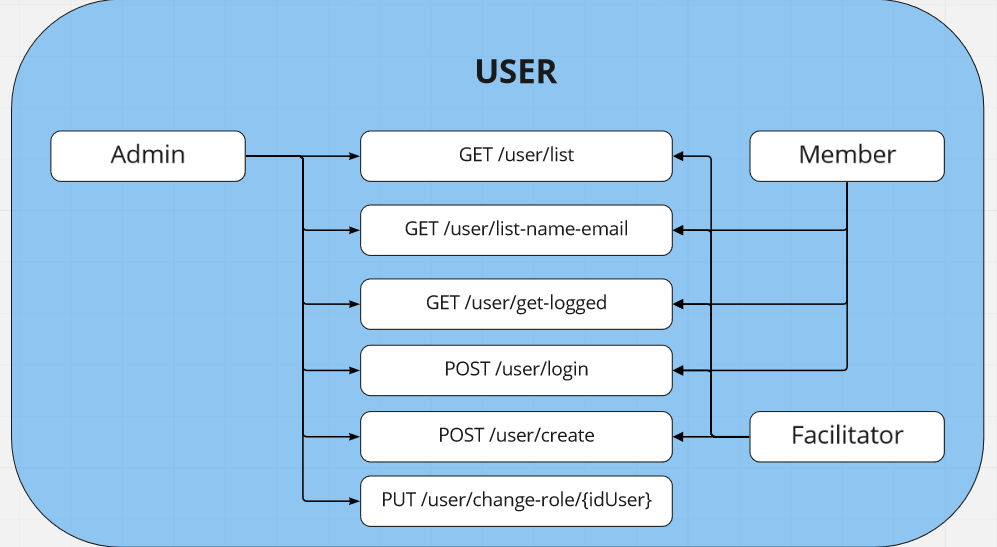 USER
Admin
GET /user/list
Member
GET /user/list-name-email
GET /user/get-logged
POST /user/login
POST /user/create
Facilitator
PUT /user/change-role/{idUser}